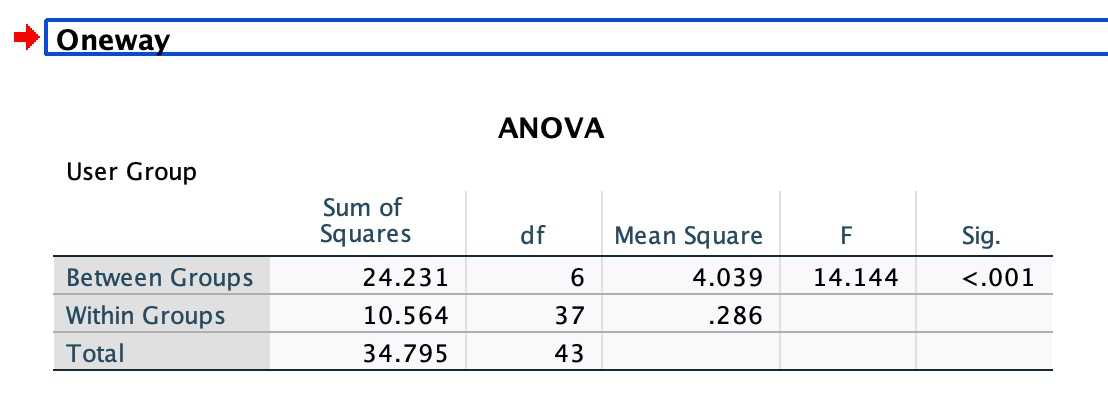 Oneway
ANOVA
User Group
Sum of
Squares df Mean Square F Sig.
Between Groups 24.231 6 4.039 14.144 <.001
Within Groups 10.564 37 .286
Total 34.795 43